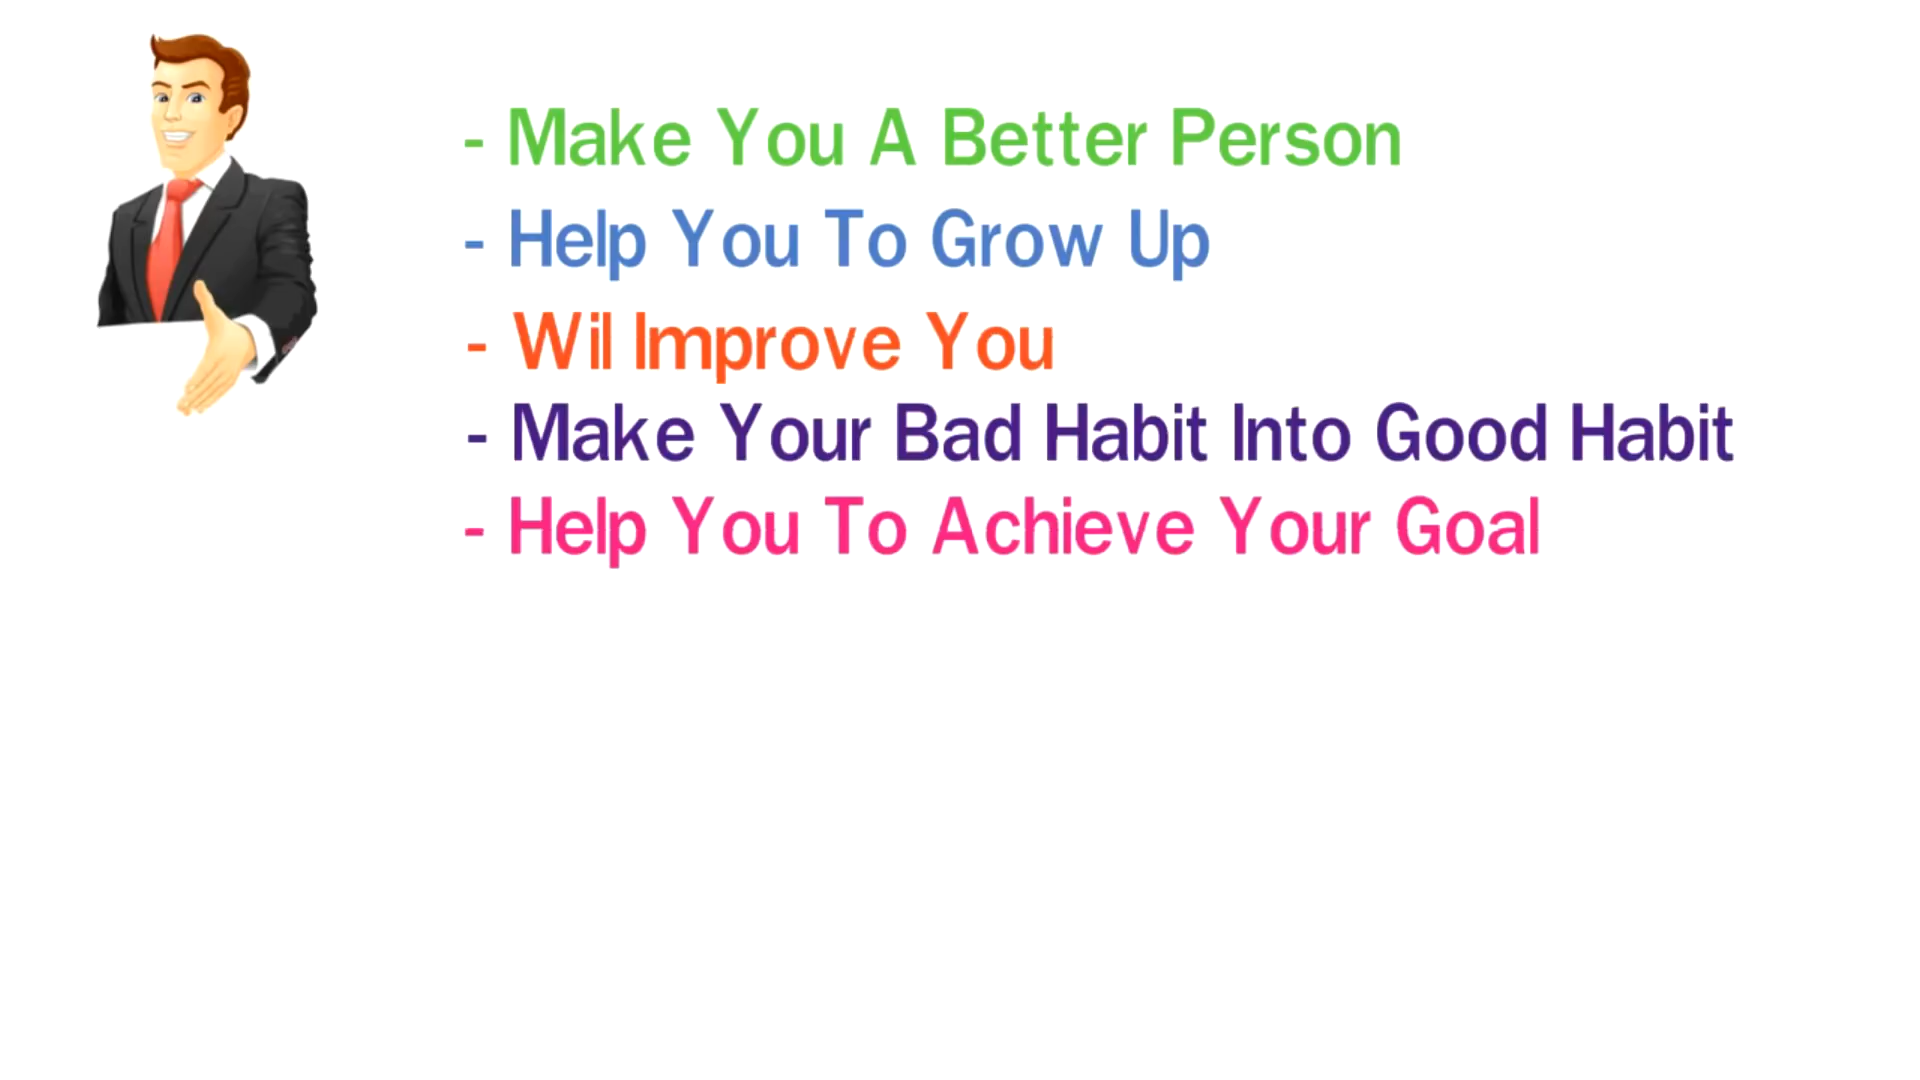 - Make You A Better Person
- Help You To Grow Up
- Wil Improve You
- Make Your Bad Habit Into Good Habit
- Help You To Achieve Your Goal